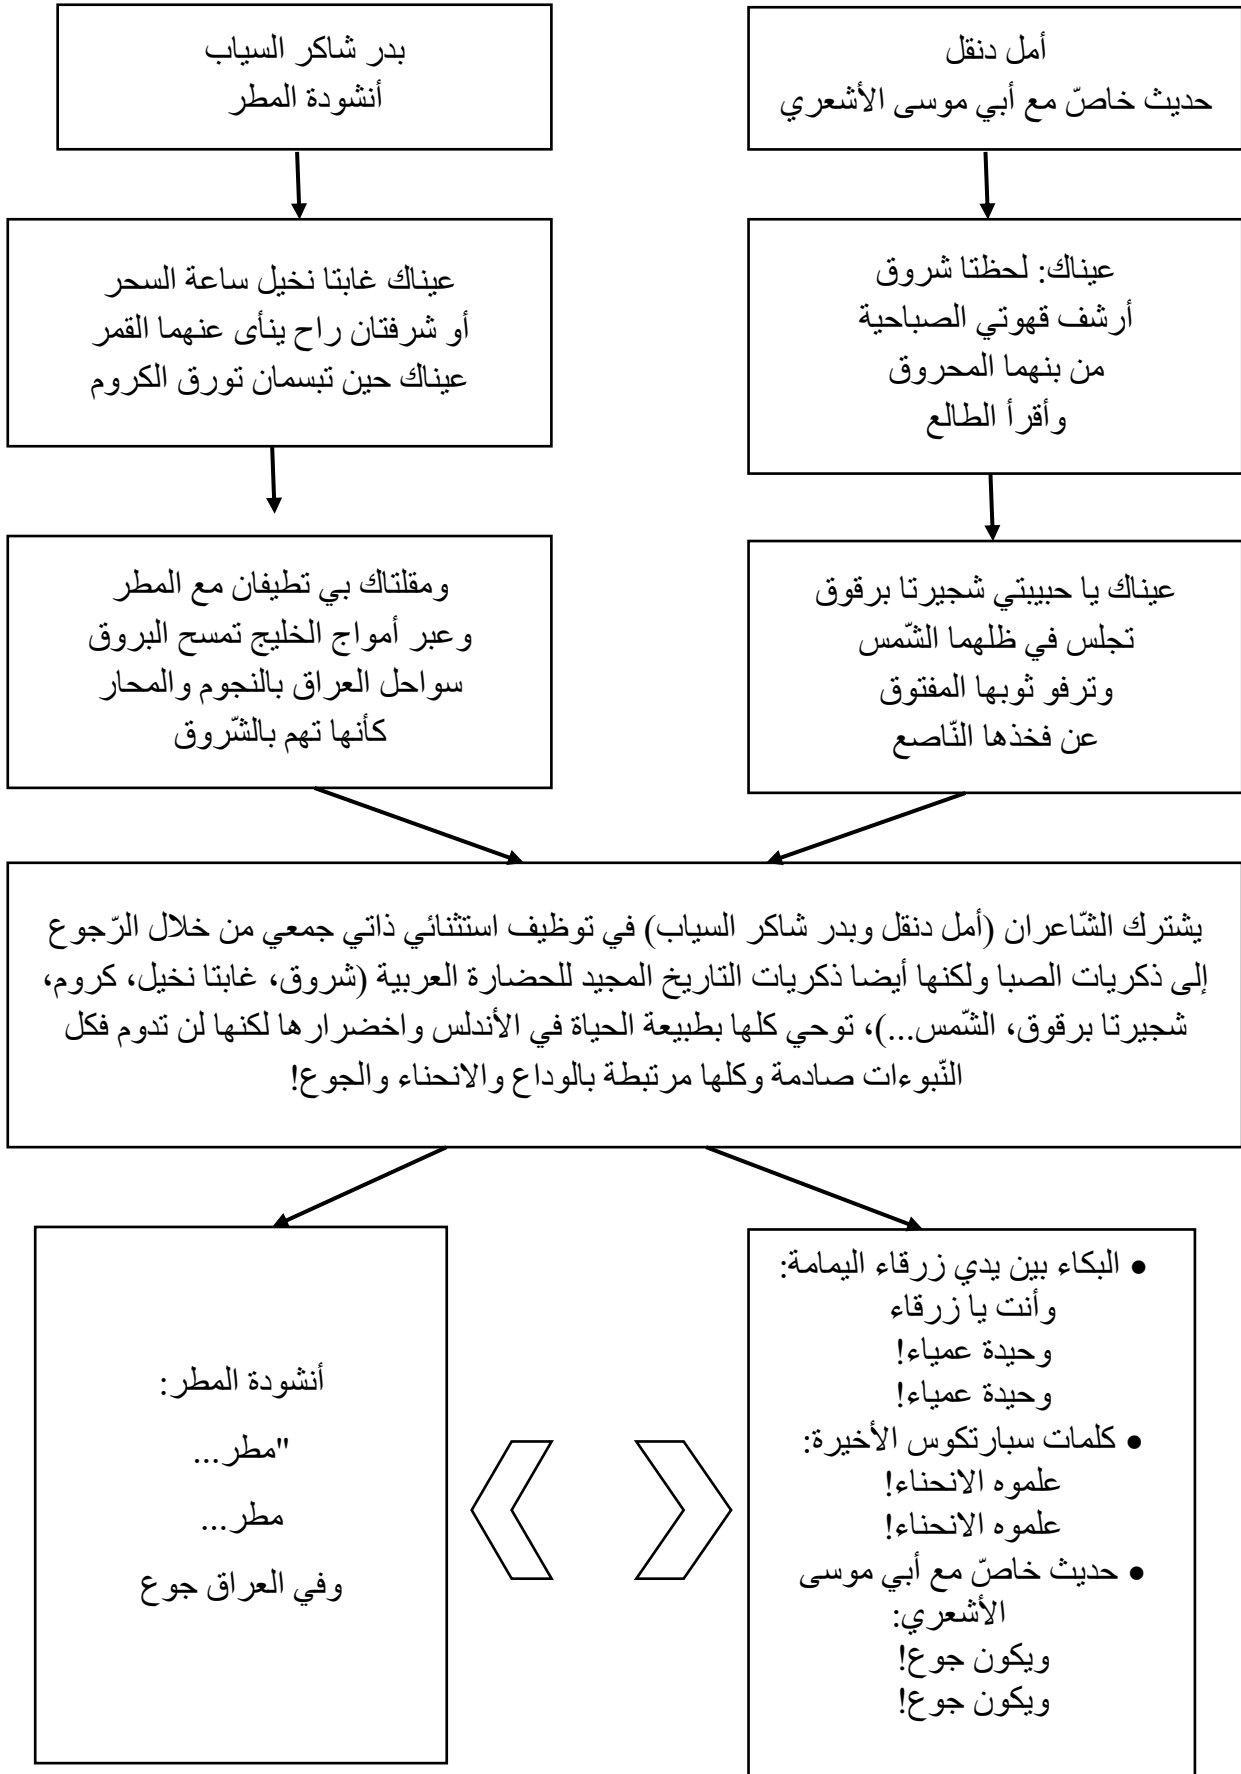 أمل دنقل
حديث خاصّ مع أبي موسى الأشعري
بدر شاكر السياب
أنشودة المطر
عيناك: لحظتا شروق
أرشف قهوتي الصباحية
من بنهما المحروق
وأقرأ الطالع
عيناك غابتا نخيل ساعة السحر
أو شرفتان راح ينأى عنهما القمر
عيناك حين تبسمان تورق الكروم
عيناك يا حبيبتي شجيرتا برقوق
تجلس في ظلهما الشّمس
وترفو ثوبها المفتوق
عن فخذها النّاصع
ومقلتاك بي تطيفان مع المطر
وعبر أمواج الخليج تمسح البروق
سواحل العراق بالنجوم والمحار
كأنها تهم بالشّروق
يشترك الشّاعران (أمل دنقل وبدر شاكر السياب) في توظيف استثنائي ذاتي جمعي من خلال الرّجوع
إلى ذكريات الصبا ولكنها أيضا ذكريات التاريخ المجيد للحضارة العربية (شروق، غابتا نخيل، كروم،
شجيرتا برقوق، الشّمس...)، توحي كلها بطبيعة الحياة في الأندلس واخضرارها لكنها لن تدوم فكل
النّبوءات صادمة وكلها مرتبطة بالوداع والانحناء والجوع!
• البكاء بين يدي زرقاء اليمامة:
وأنت يا زرقاء
وحيدة عمياء!
وحيدة عمياء!
• كلمات سبارتكوس الأخيرة:
علموه الانحناء!
علموه الانحناء!
• حديث خاصّ مع أبي موسى
الأشعري:
ويكون جوع!
ويكون جوع!
أنشودة المطر:
"مطر...
مطر...
وفي العراق جوع